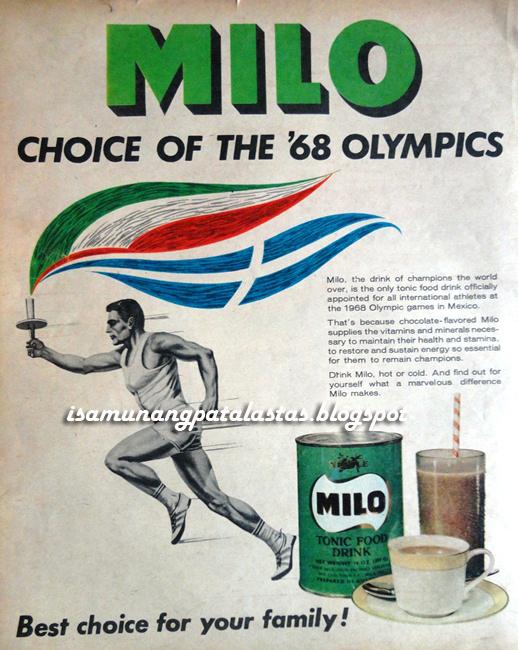 MILO
CHOICE OF THE '68 OLYMPICS
Milo, the drink of champions the world
over, is the only tonic food drink officially
appointed for all international athletes at
the 1968 Olympic games in Mexico.
That's because chocolate-flavored Milo
supplies the vitamins and minerals neces-
sary to maintain their health and stamina,
to restore and sustain energy so essential
for them to remain champions.
Drink Milo, hot or cold. And find out for
yourself what a marvelous difference
Milo makes.
isamunangpatalastas.blogspot
MILO
TONIC FOOD
DRINK
NET WEIGHT 14 OZ.
Best choice for your family!